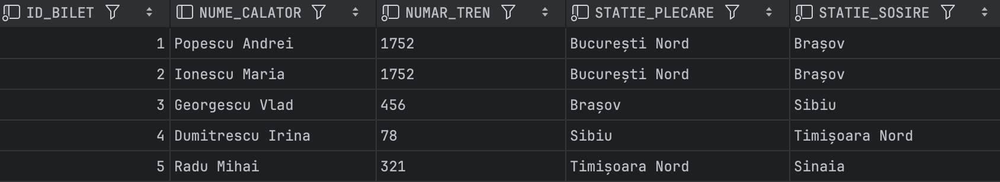 ID_BILET NUME_CALATOR NUMAR_TREN STATIE_PLECARE STATIE_SOSIRE
1 Popescu Andrei 1752 București Nord Brașov
2 Ionescu Maria 1752 București Nord Brașov
3 Georgescu Vlad 456 Brașov Sibiu
4 Dumitrescu Irina 78 Sibiu Timișoara Nord
5 Radu Mihai 321 Timișoara Nord Sinaia